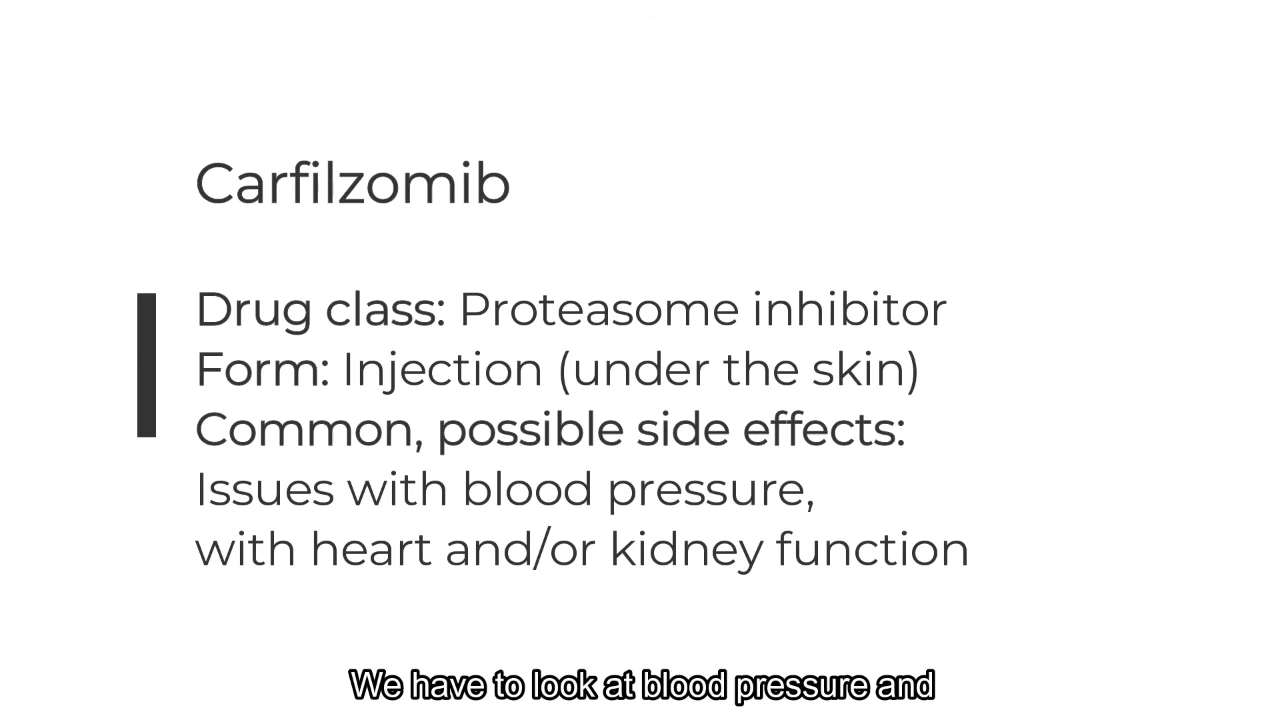 Carfilzomib
Drug class: Proteasome inhibitor
Form: Injection (under the skin)
Common, possible side effects:
Issues with blood pressure,
with heart and/or kidney function
We have to look at blood pressure and